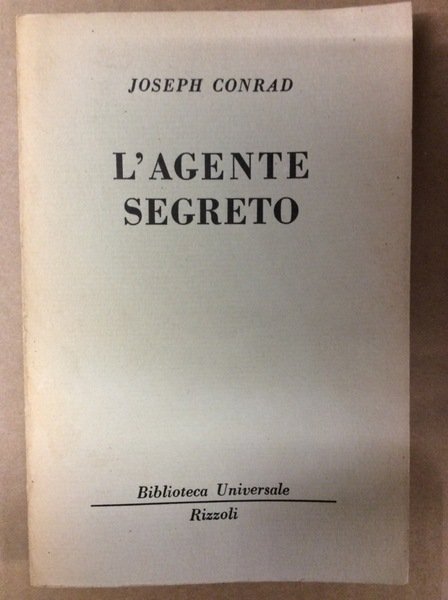 JOSEPH CONRAD
L'AGENTE
SEGRETO
Biblioteca Universale
Rizzoli